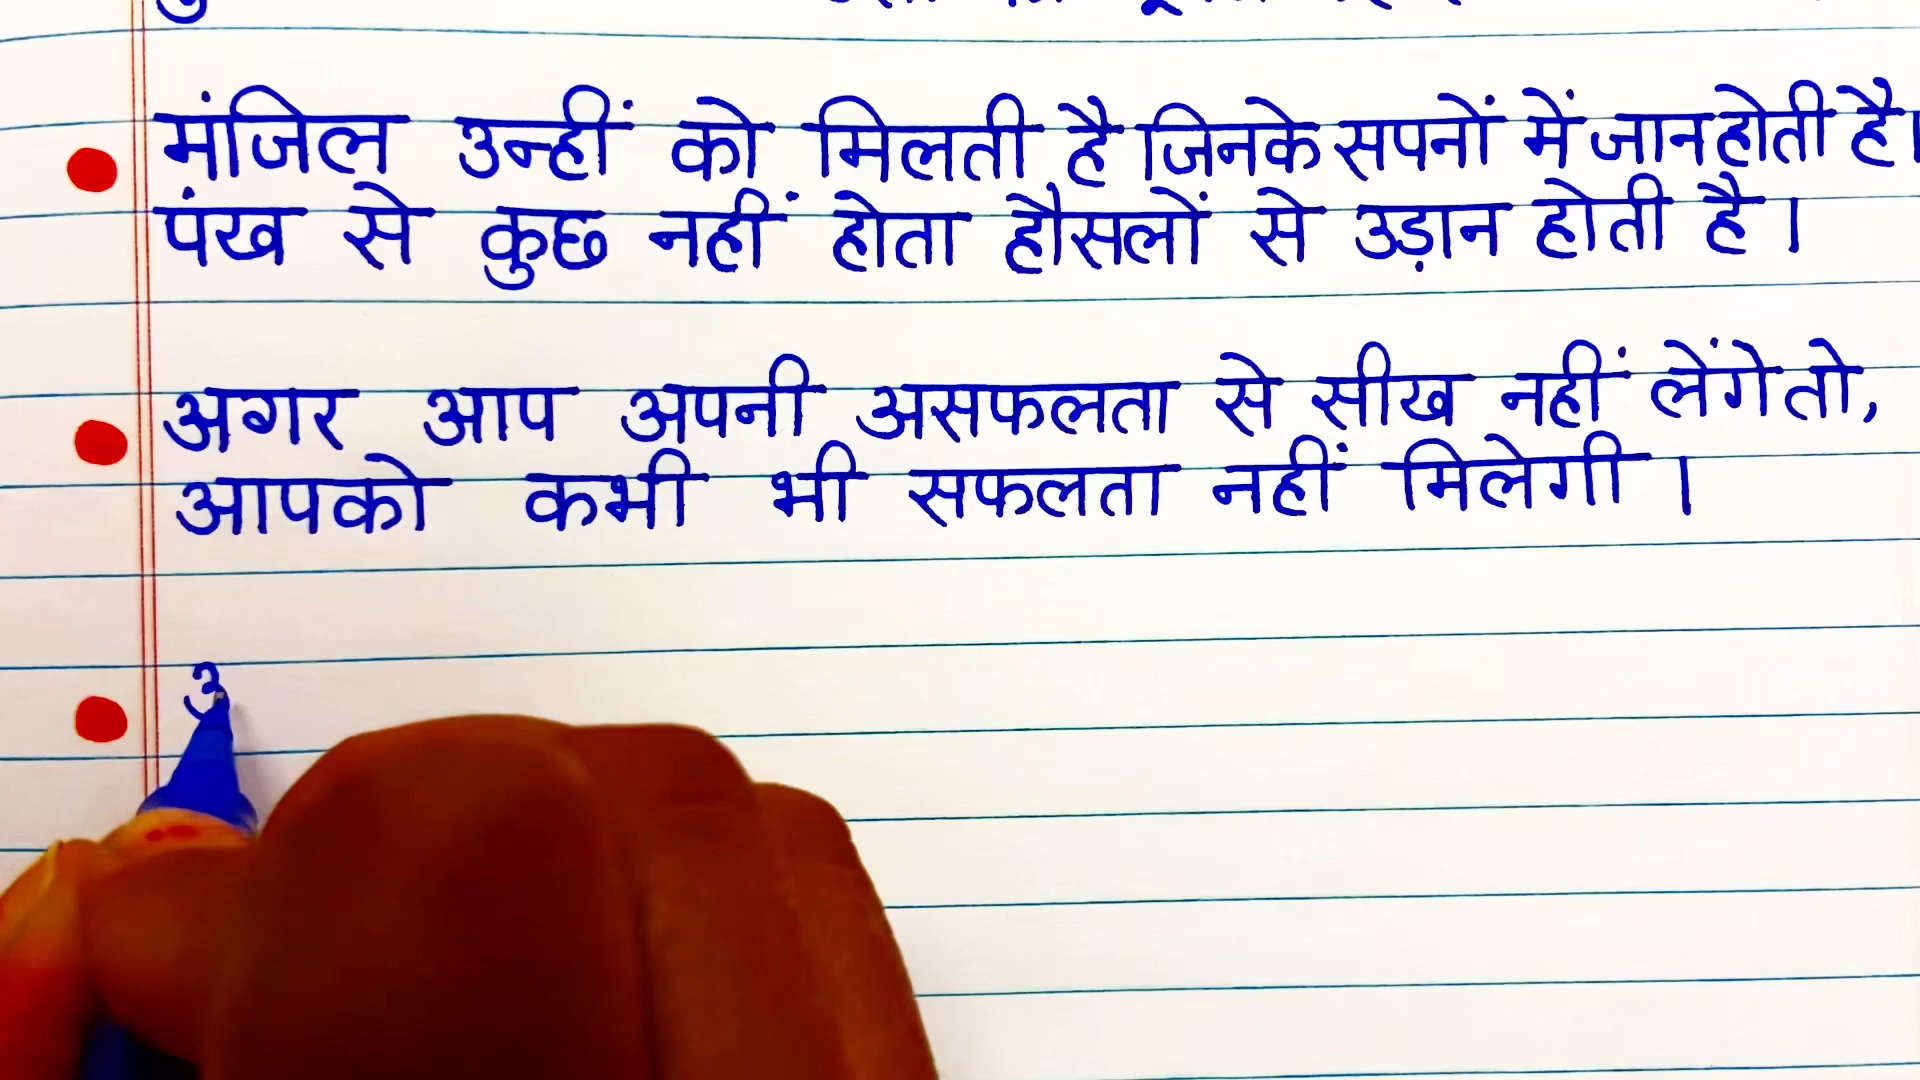 मंजिल उन्हीं को मिलती है जिनके सपनों में जान होती है।
पंख से कुछ नहीं होता हौसलों से उड़ान होती है।
अगर आप अपनी असफलता से सीख नहीं लेंगे तो,
आपको कभी भी सफलता नहीं मिलेगी।